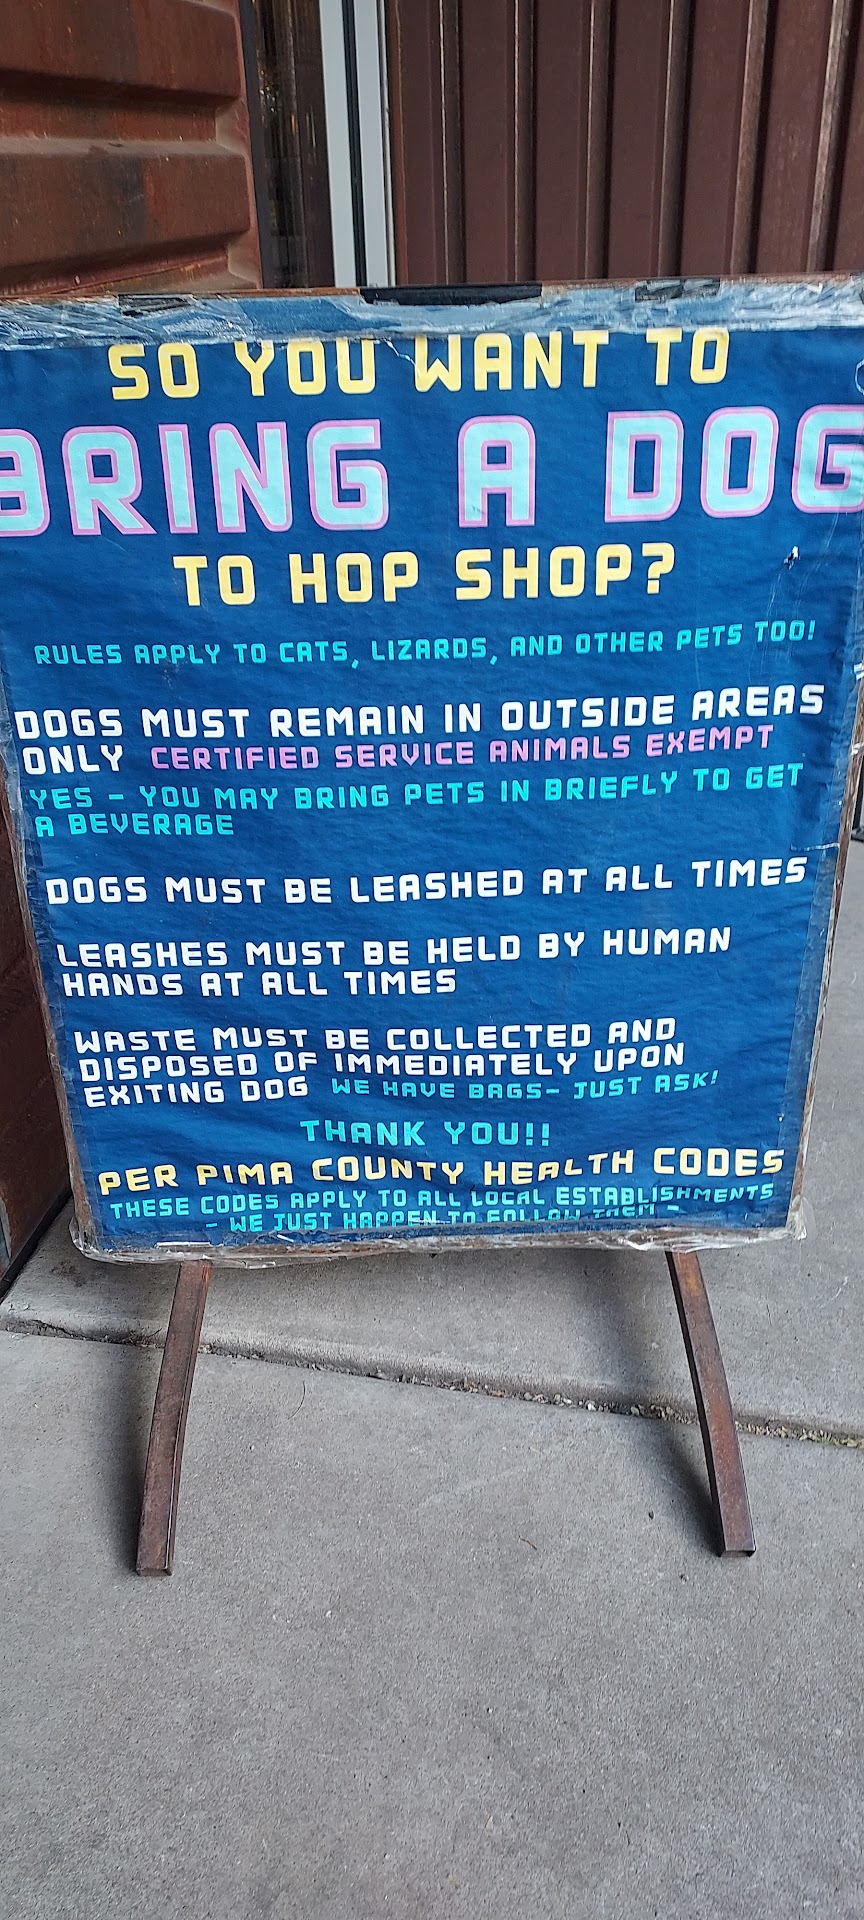 SO YOU WANT TO
BRING A DOG
TO HOP SHOP?
RULES APPLY TO CATS, LIZARDS, AND OTHER PETS TOO!
DOGS MUST REMAIN IN OUTSIDE AREAS
ONLY CERTIFIED SERVICE ANIMALS EXEMPT
YES - YOU MAY BRING PETS IN BRIEFLY TO GET
A BEVERAGE
DOGS MUST BE LEASHED AT ALL TIMES
LEASHES MUST BE HELD BY HUMAN
HANDS AT ALL TIMES
WASTE MUST BE COLLECTED AND
DISPOSED OF IMMEDIATELY UPON
EXITING DOG WE HAVE BAGS- JUST ASK!
THANK YOU!!
PER PIMA COUNTY HEALTH CODES
THESE CODES APPLY TO ALL LOCAL ESTABLISHMENTS
- WE JUST HAPPEN TO FOLLOW THEM -